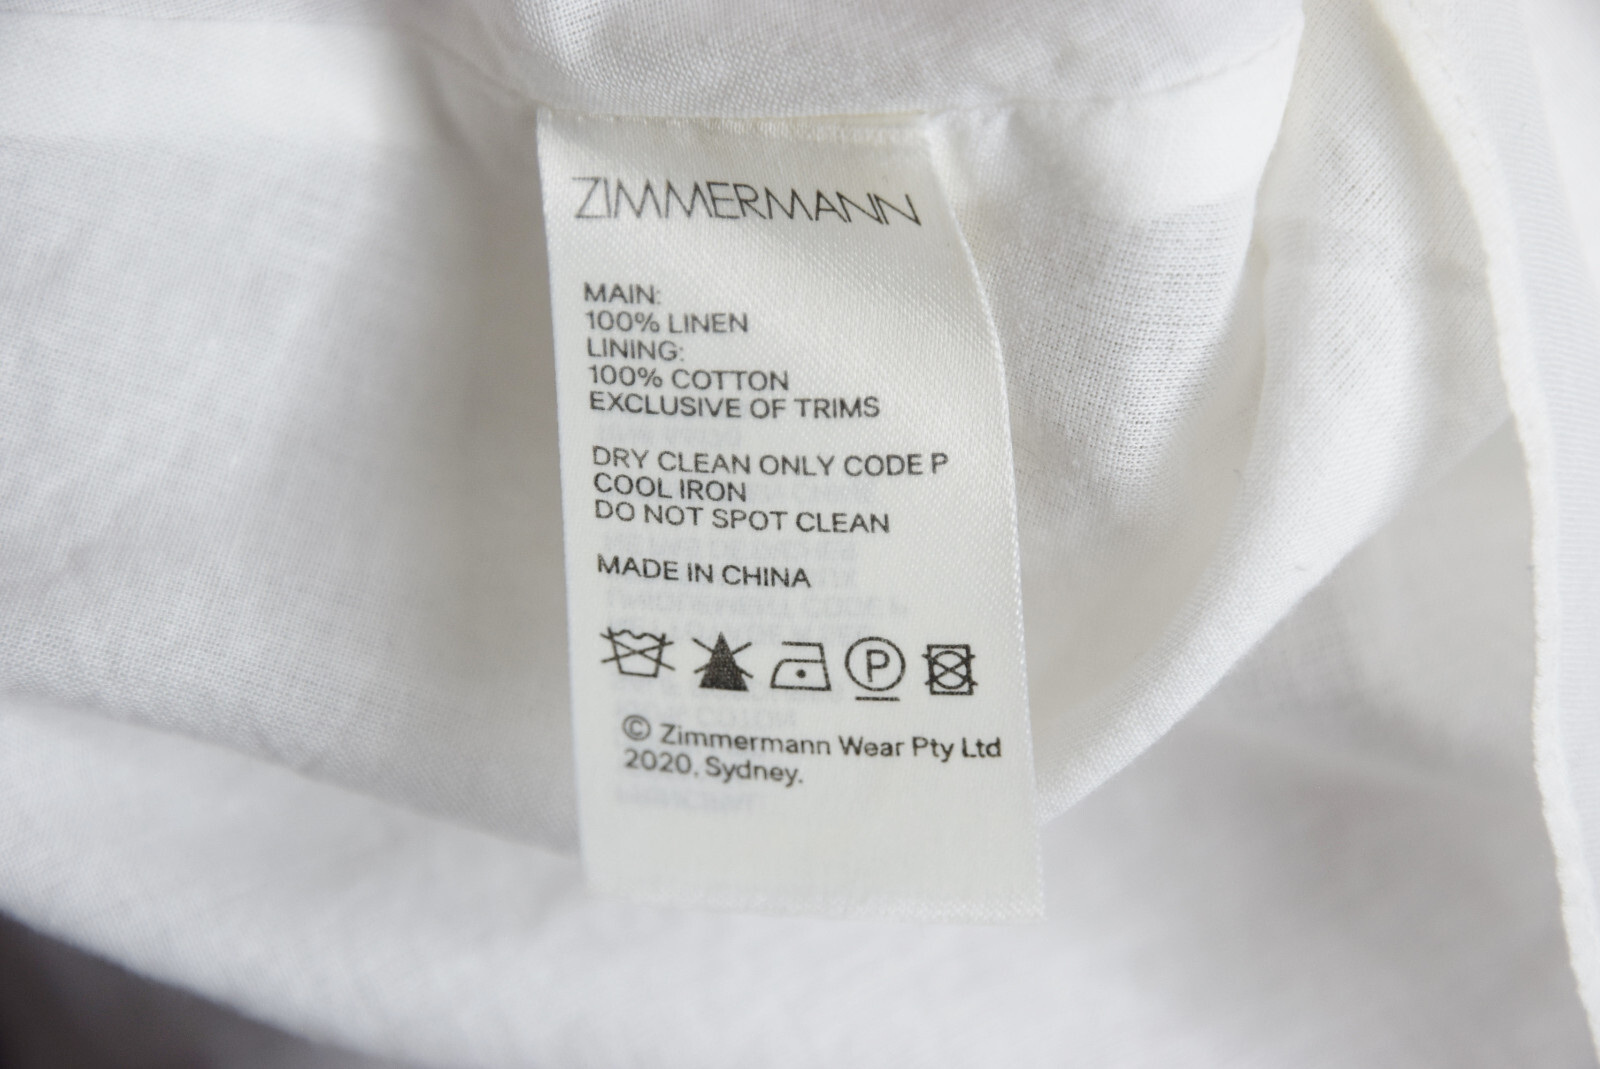 ZIMMERMANN
MAIN:
100% LINEN
LINING:
100% COTTON
EXCLUSIVE OF TRIMS
DRY CLEAN ONLY CODE P
COOL IRON
DO NOT SPOT CLEAN
MADE IN CHINA
P
© Zimmermann Wear Pty Ltd
2020. Sydney.